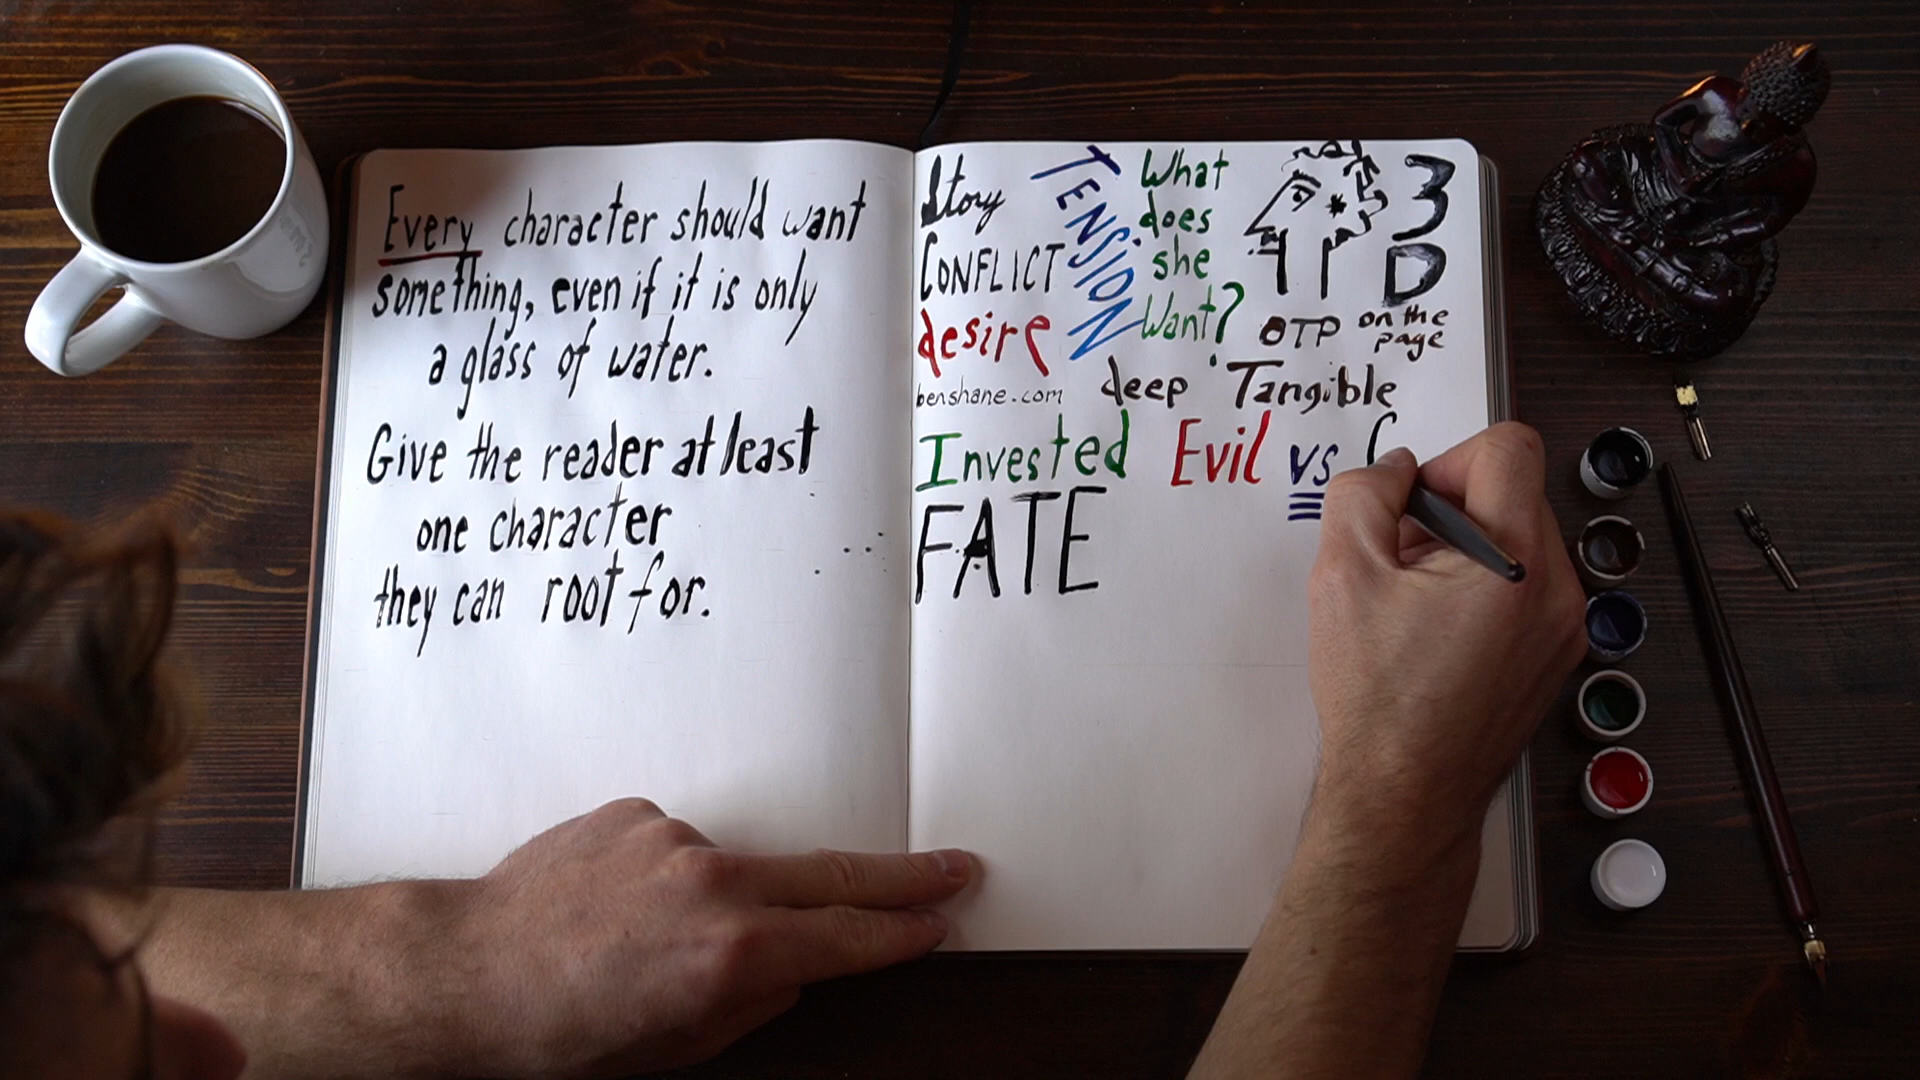 Every character should want
something, even if it is only
a glass of water.
Give the reader at least
one character
they can root for.
Story
CONFLICT
desire
benshane.com
TENSION
What
does
she
Want?
3
D
OTP
on the
page
deep Tangible
Invested Evil vs
FATE